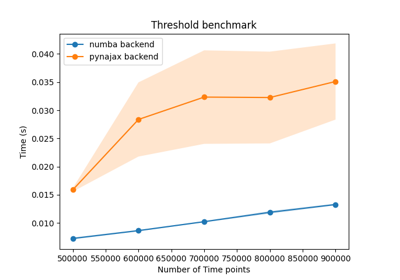 Threshold benchmark
numba backend
pynajax backend
0.040
0.035
0.030
0.025
0.020
0.015
0.010
Time (s)
500000 550000 600000 650000 700000 750000 800000 850000 900000
Number of Time points